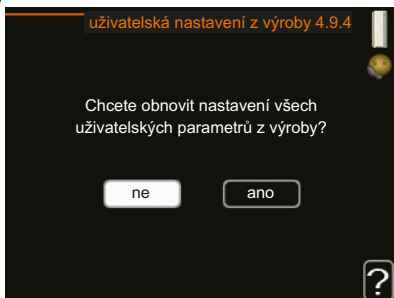 uživatelská nastavení z výroby 4.9.4
Chcete obnovit nastavení všech
uživatelských parametrů z výroby?
ne
ano
?